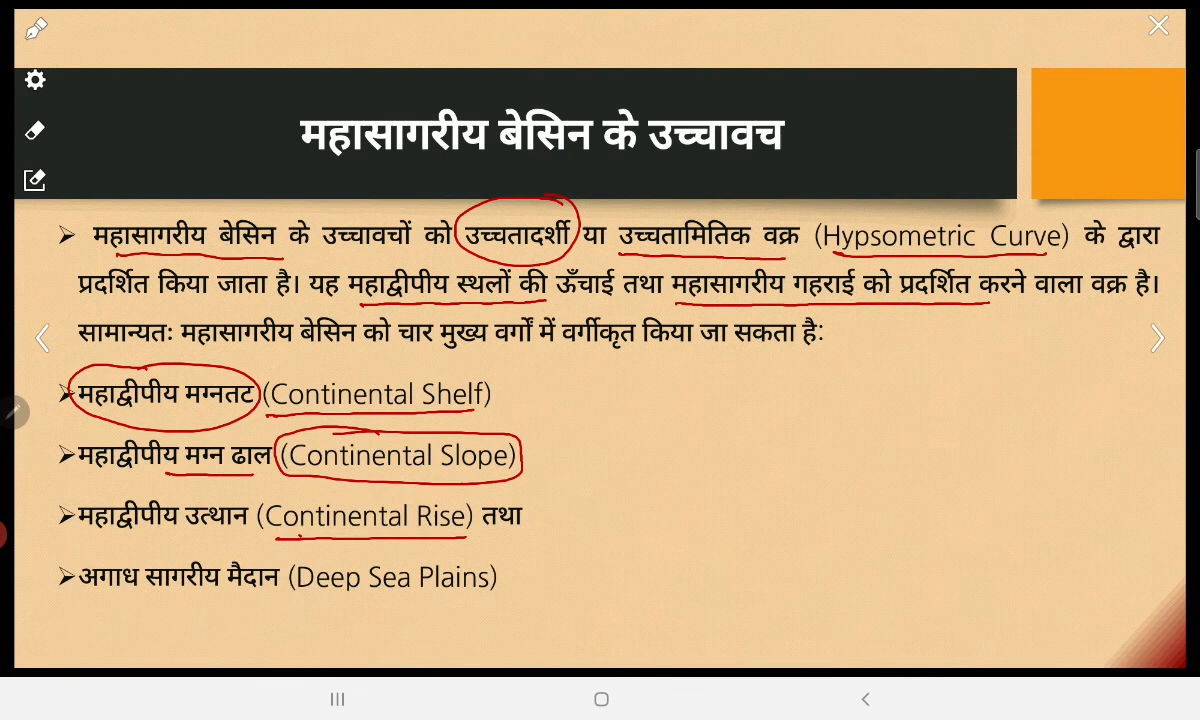 महासागरीय बेसिन के उच्चावच
➢ महासागरीय बेसिन के उच्चावचों को उच्चतादर्शी या उच्चतामितिक वक्र (Hypsometric Curve) के द्वारा
प्रदर्शित किया जाता है। यह महाद्वीपीय स्थलों की ऊँचाई तथा महासागरीय गहराई को प्रदर्शित करने वाला वक्र है।
सामान्यतः महासागरीय बेसिन को चार मुख्य वर्गों में वर्गीकृत किया जा सकता है:
➢महाद्वीपीय मग्नतट (Continental Shelf)
➢महाद्वीपीय मग्न ढाल (Continental Slope)
➢महाद्वीपीय उत्थान (Continental Rise) तथा
➢अगाध सागरीय मैदान (Deep Sea Plains)